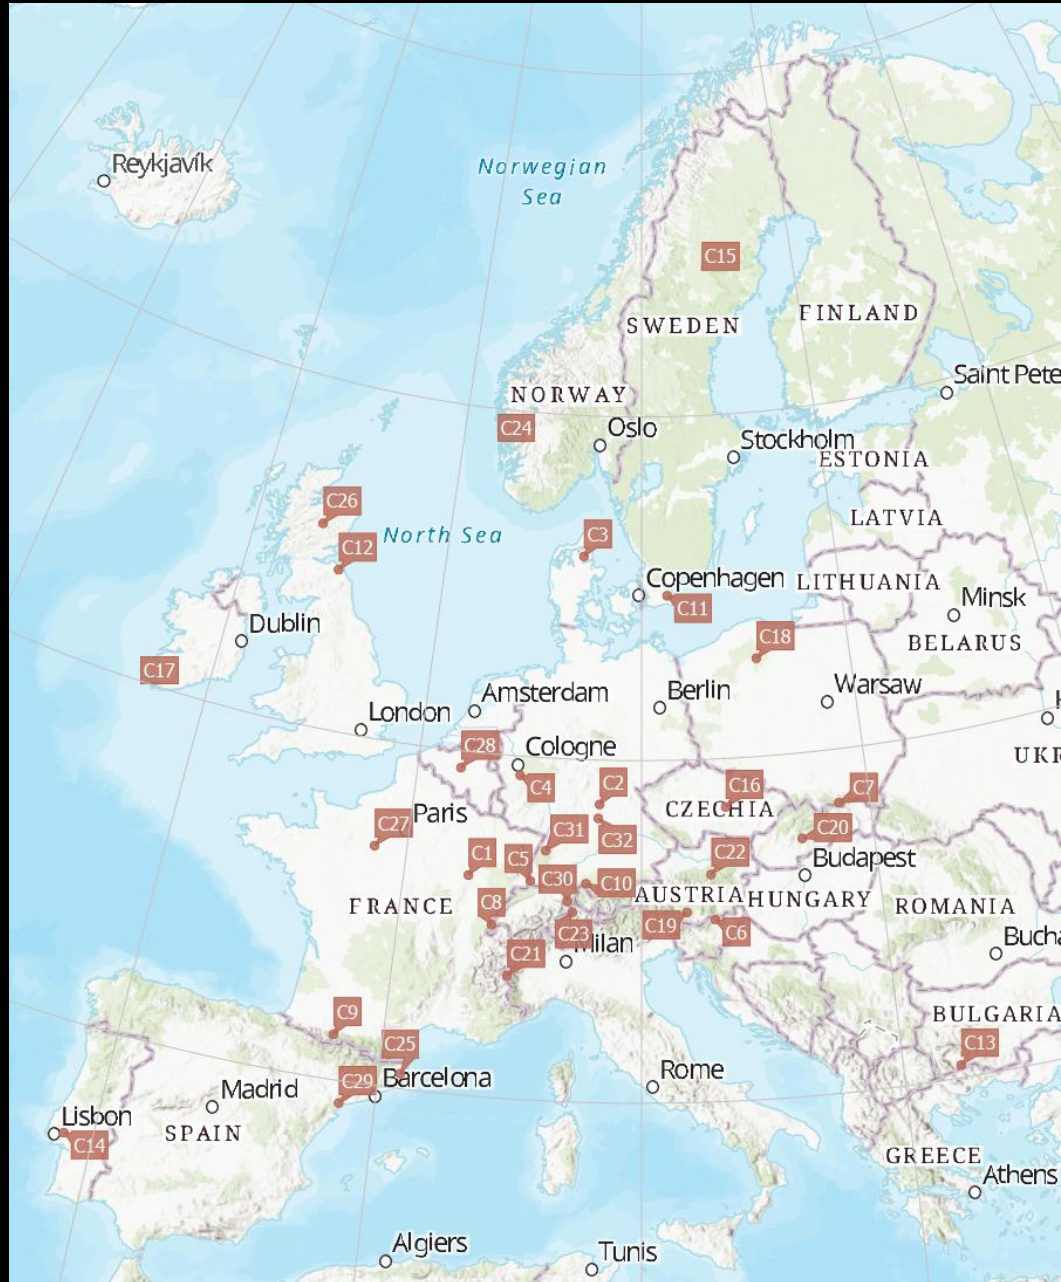 Reykjavík
Norwegian
Sea
C15
FINLAND
SWEDEN
Saint Pete
NORWAY
C24
Oslo
Stockholm
ESTONIA
C26
LATVIA
North Sea
C3
C12
Copenhagen
LITHUANIA
C11
Minsk
Dublin
BELARUS
C18
C17
Amsterdam
Berlin
Warsaw
London
Cologne
C28
UKR
C4
C2
C16
C7
CZECHIA
Paris
C27
C31
C32
C20
C1
C5
C22
Budapest
C30
C10
AUSTRIA
HUNGARY
FRANCE
C8
ROMANIA
C23
C19
C6
Milan
Bucha
C21
C9
BULGARIA
C25
C13
Rome
C29
Barcelona
Madrid
Lisbon
SPAIN
C14
GREECE
Athens
Algiers
Tunis